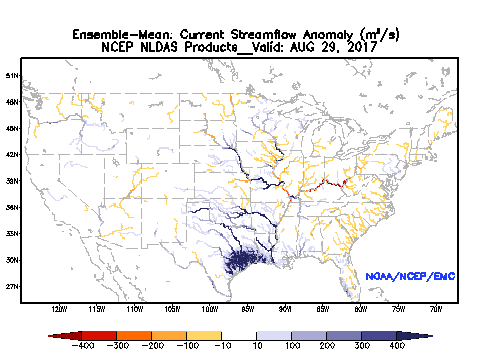 Ensemble-Mean: Current Streamflow Anomaly (m³/s)
NCEP NLDAS Products__Valid: AUG 29, 2017
51N
48N
45N
42N
39N
36N
33N
30N
27N
NOAA/NCEP/EMC
120W 115W 110W 105W 100W 95W 90W 85W 80W 75W 70W
-400 -300 -200 -100 -10 10 100 200 300 400